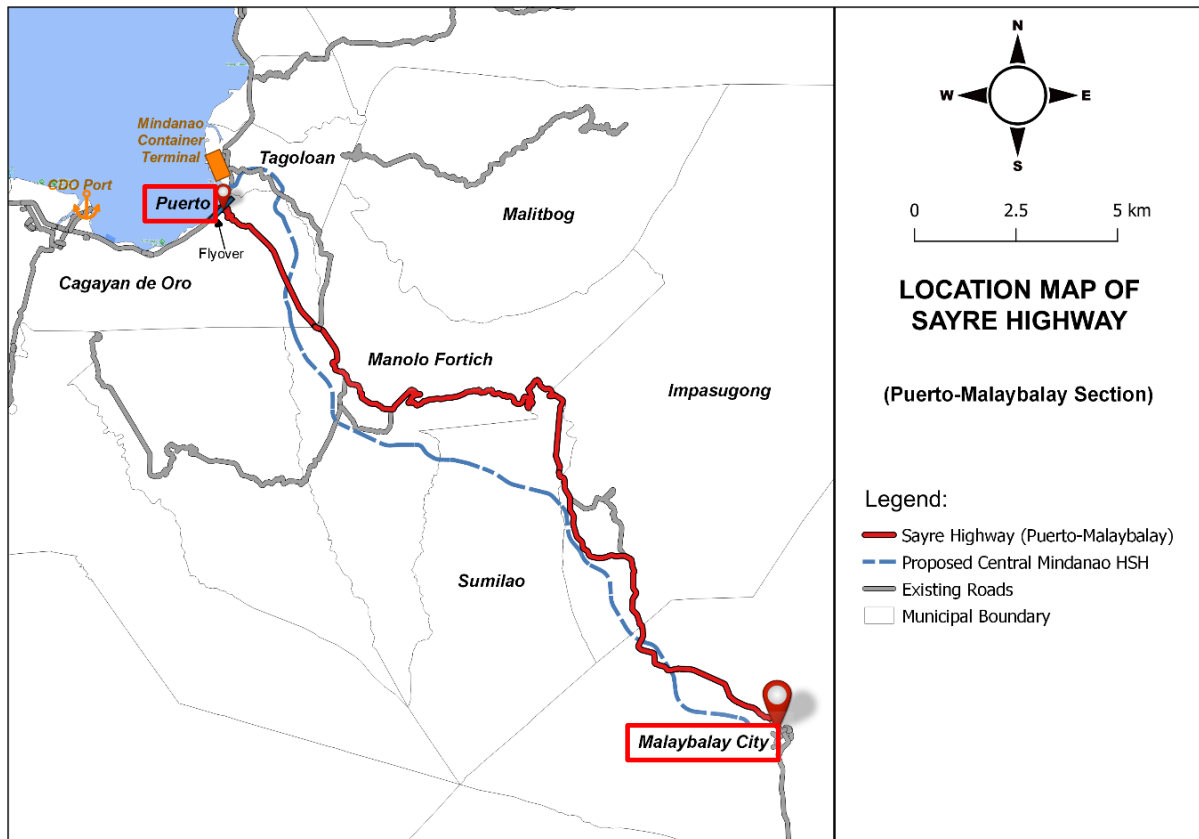 Mindanao
Container
Terminal
Tagoloan
CDO Port
Puerto
Malitbog
Flyover
Cagayan de Oro
Manolo Fortich
Impasugong
Sumilao
Malaybalay City
N
W
E
S
0 2.5 5 km
LOCATION MAP OF
SAYRE HIGHWAY
(Puerto-Malaybalay Section)
Legend:
Sayre Highway (Puerto-Malaybalay)
Proposed Central Mindanao HSH
Existing Roads
Municipal Boundary